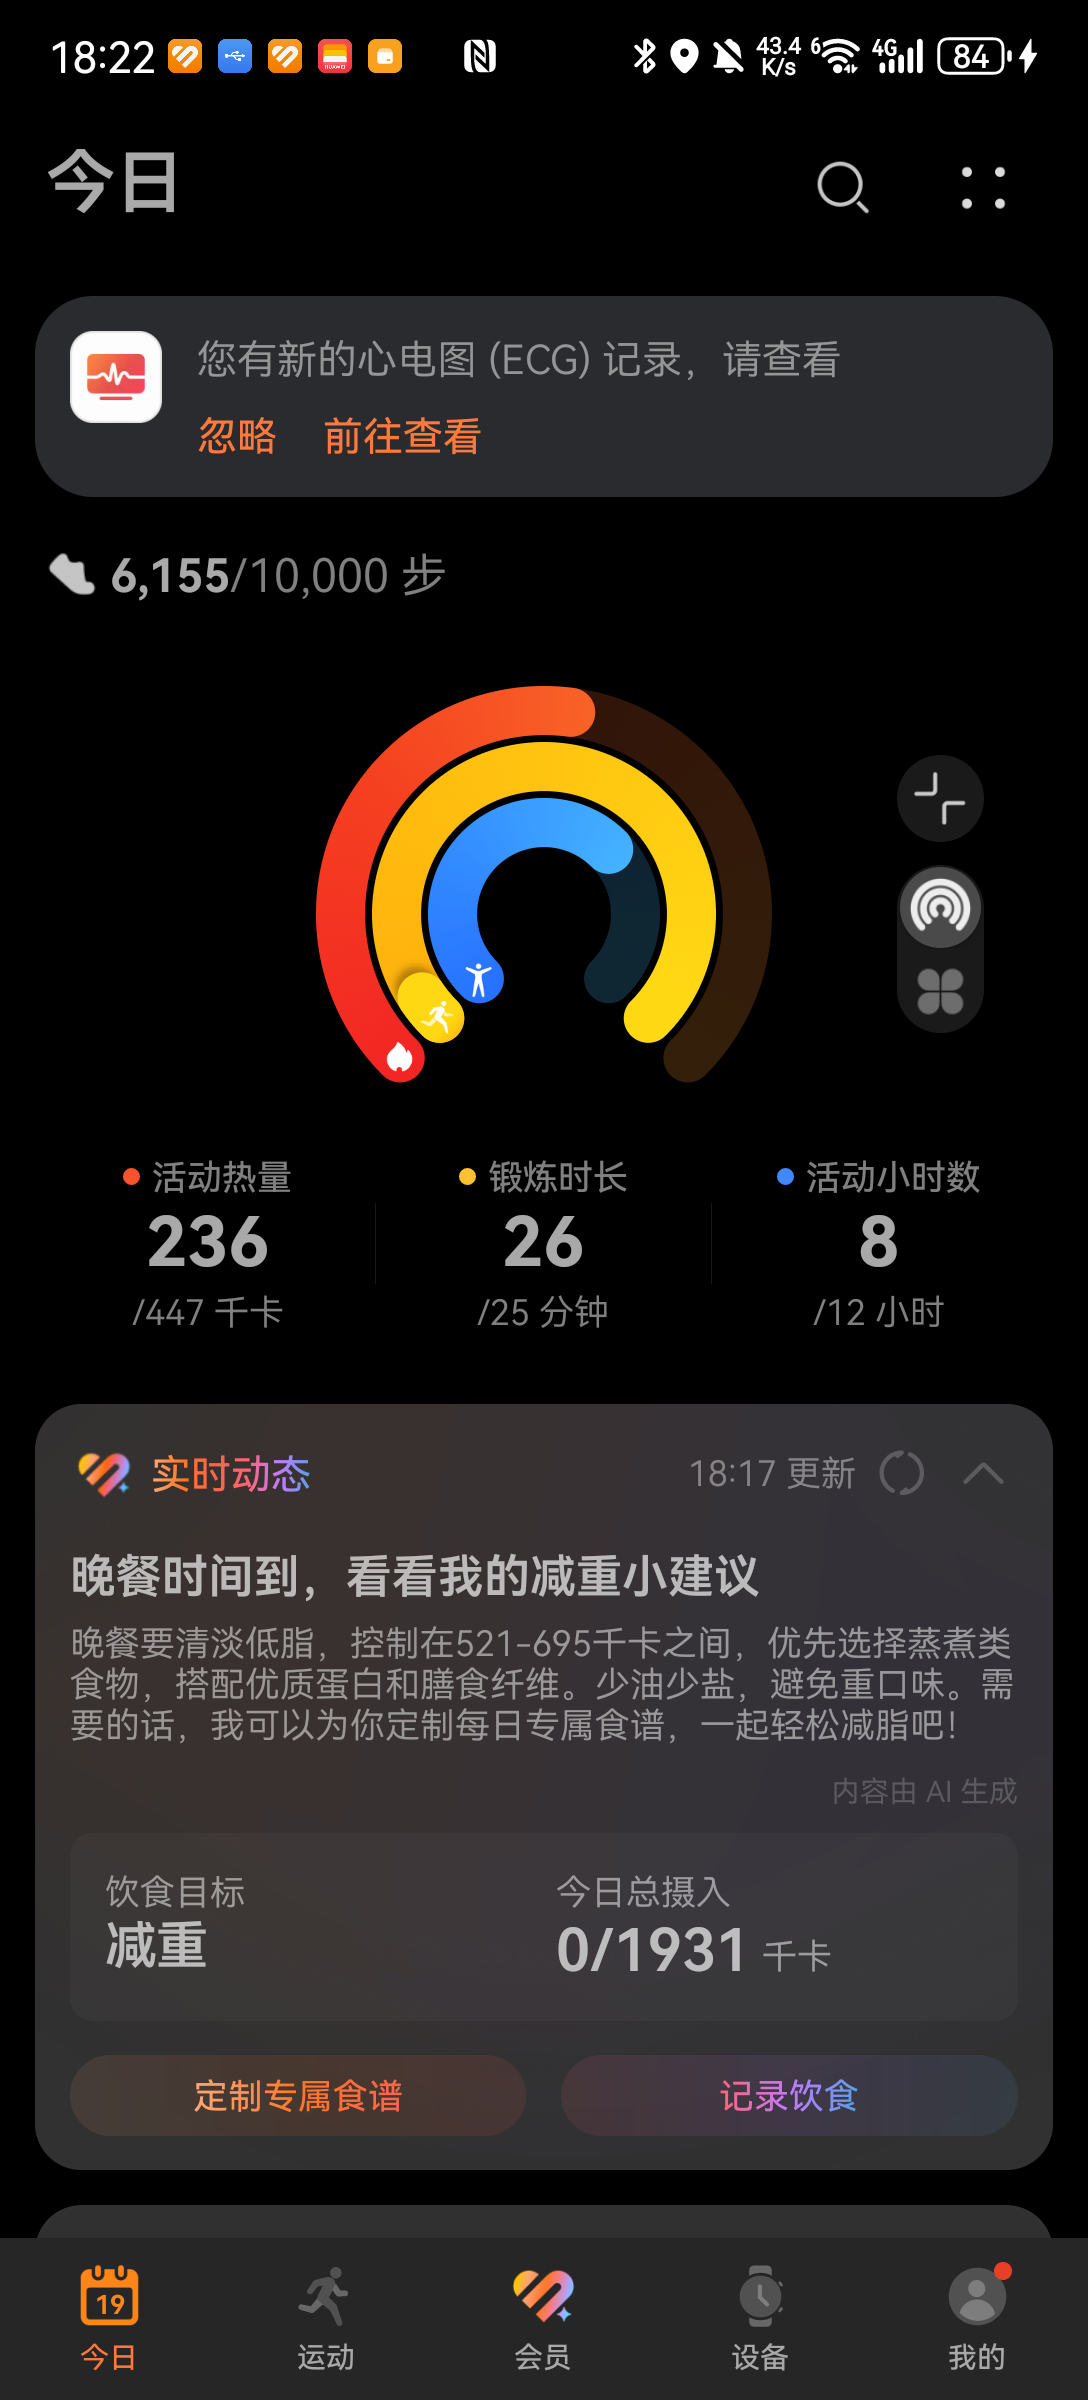 18:22
HUAWEI
43.4 K/s
6
4G
84
今日
您有新的心电图 (ECG) 记录，请查看
忽略 前往查看
6,155/10,000 步
活动热量 锻炼时长 活动小时数
236 26 8
/447 千卡 /25 分钟 /12 小时
实时动态 18:17 更新
晚餐时间到，看看我的减重小建议
晚餐要清淡低脂，控制在521-695千卡之间，优先选择蒸煮类
食物，搭配优质蛋白和膳食纤维。少油少盐，避免重口味。需
要的话，我可以为你定制每日专属食谱，一起轻松减脂吧！
内容由 AI 生成
饮食目标 今日总摄入
减重 0/1931 千卡
定制专属食谱 记录饮食
19
今日 运动 会员 设备 我的